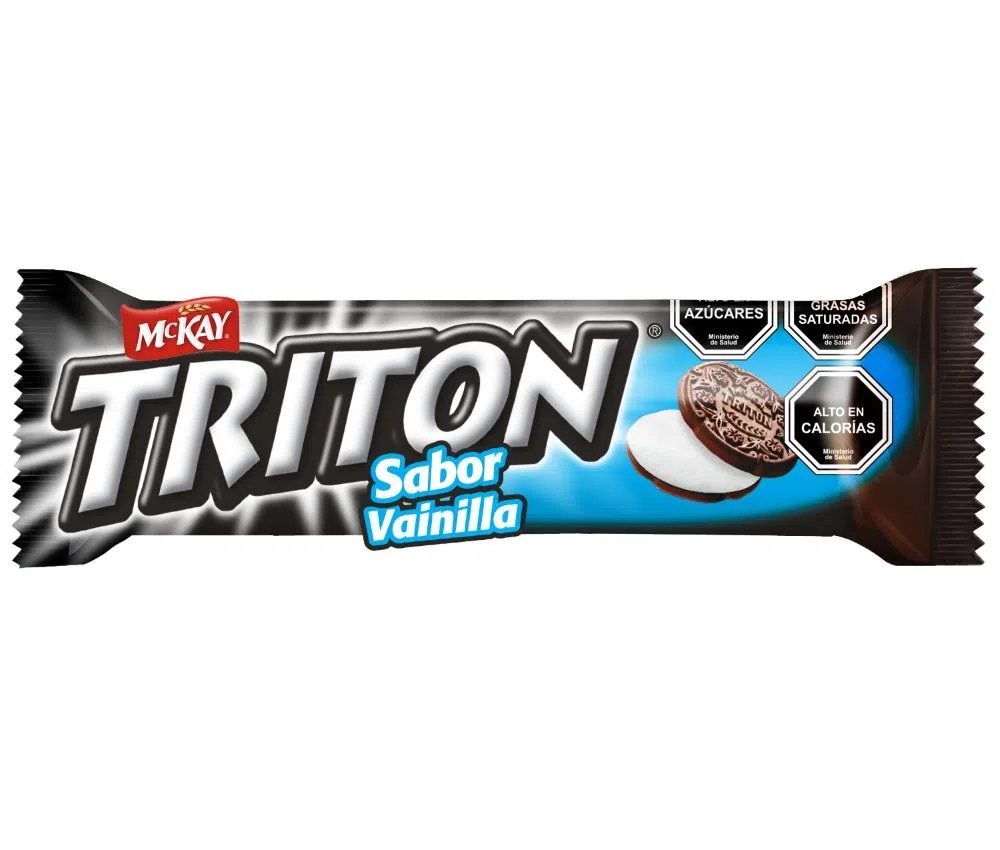 McKAY
TRITON
®
Sabor
Vainilla
AZÚCARES
Ministerio
de Salud
GRASAS
SATURADAS
Ministerio
de Salud
ALTO EN
CALORÍAS
Ministerio
de Salud
TRITON